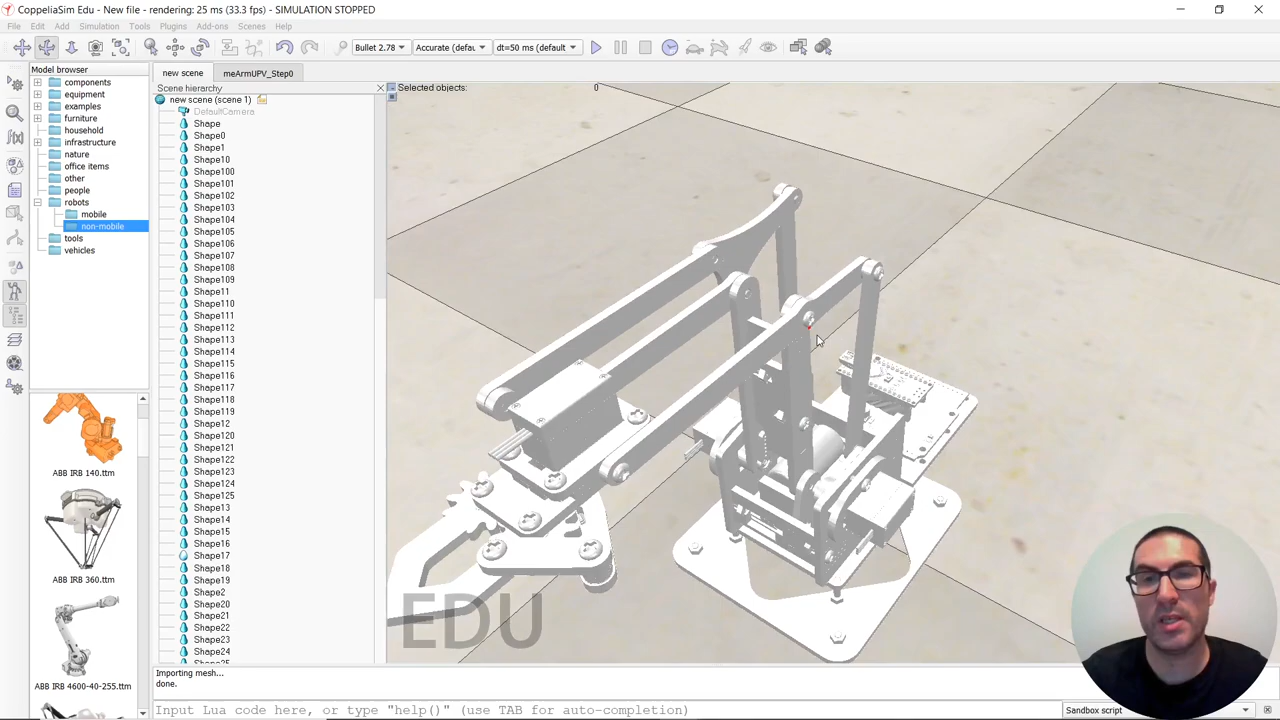 CoppeliaSim Edu - New file - rendering: 25 ms (33.3 fps) - SIMULATION STOPPED
File Edit Add Simulation Tools Plugins Add-ons Scenes Help
Bullet 2.78 Accurate (defau dt=50 ms (default
Model browser
components
equipment
examples
furniture
household
infrastructure
nature
office items
other
people
robots
mobile
non-mobile
tools
vehicles
ABB IRB 140.ttm
ABB IRB 360.ttm
ABB IRB 4600-40-255.ttm
new scene meArmUPV_Step0
Scene hierarchy
new scene (scene 1)
DefaultCamera
Shape
Shape0
Shape1
Shape10
Shape100
Shape101
Shape102
Shape103
Shape104
Shape105
Shape106
Shape107
Shape108
Shape109
Shape11
Shape110
Shape111
Shape112
Shape113
Shape114
Shape115
Shape116
Shape117
Shape118
Shape119
Shape12
Shape120
Shape121
Shape122
Shape123
Shape124
Shape125
Shape13
Shape14
Shape15
Shape16
Shape17
Shape18
Shape19
Shape2
Shape20
Shape21
Shape22
Shape23
Shape24
Shape25
Selected objects: 0
EDU
Importing mesh...
done.
Input Lua code here, or type "help()" (use TAB for auto-completion)
Sandbox script